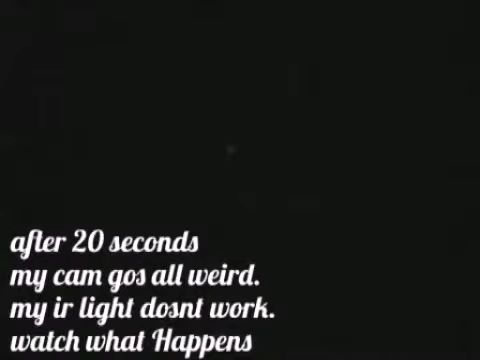 after 20 seconds
my cam gos all weird.
my ir light dosnt work.
watch what Happens